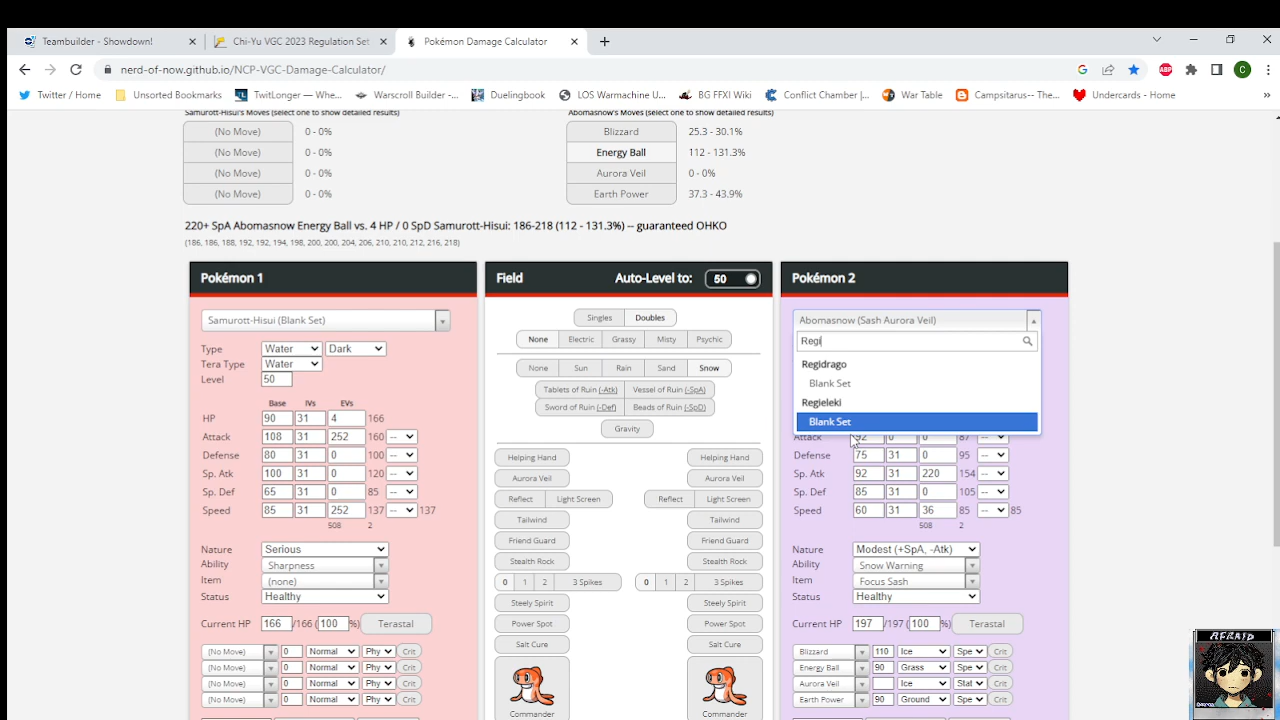 Teambuilder - Showdown! Chi-Yu VGC 2023 Regulation Set Pokémon Damage Calculator
nerd-of-now.github.io/NCP-VGC-Damage-Calculator/
Twitter / Home Unsorted Bookmarks TwitLonger — Whe... Warscroll Builder -... Duelingbook LOS Warmachine U... BG FFXI Wiki Conflict Chamber |... War Table Campsitarus-- The... Undercards - Home »
Samurott-Hisui's Moves (select one to show detailed results) Abomasnow's Moves (select one to show detailed results)
(No Move) 0 - 0% Blizzard 25.3 - 30.1%
(No Move) 0 - 0% Energy Ball 112 - 131.3%
(No Move) 0 - 0% Aurora Veil 0 - 0%
(No Move) 0 - 0% Earth Power 37.3 - 43.9%
220+ SpA Abomasnow Energy Ball vs. 4 HP / 0 SpD Samurott-Hisui: 186-218 (112 - 131.3%) -- guaranteed OHKO
(186, 186, 188, 192, 192, 194, 198, 200, 200, 204, 206, 210, 210, 212, 216, 218)
Pokémon 1
Samurott-Hisui (Blank Set)
Type Water Dark
Tera Type Water
Level 50
Base IVs EVs
HP 90 31 4 166
Attack 108 31 252 160 --
Defense 80 31 0 100 --
Sp. Atk 100 31 0 120 --
Sp. Def 65 31 0 85 --
Speed 85 31 252 137 -- 137
508 2
Nature Serious
Ability Sharpness
Item (none)
Status Healthy
Current HP 166 /166 ( 100 %) Terastal
(No Move) 0 Normal Phy Crit
(No Move) 0 Normal Phy Crit
(No Move) 0 Normal Phy Crit
(No Move) 0 Normal Phy Crit
Field Auto-Level to: 50
Singles Doubles
None Electric Grassy Misty Psychic
None Sun Rain Sand Snow
Tablets of Ruin (-Atk) Vessel of Ruin (-SpA)
Sword of Ruin (-Def) Beads of Ruin (-SpD)
Gravity
Helping Hand Helping Hand
Aurora Veil Aurora Veil
Reflect Light Screen Reflect Light Screen
Tailwind Tailwind
Friend Guard Friend Guard
Stealth Rock Stealth Rock
0 1 2 3 Spikes 0 1 2 3 Spikes
Steely Spirit Steely Spirit
Power Spot Power Spot
Salt Cure Salt Cure
Commander Commander
Pokémon 2
Abomasnow (Sash Aurora Veil)
Regi
Regidrago
Blank Set
Regieleki
Blank Set
Attack 92 0 0 87 --
Defense 75 31 0 95 --
Sp. Atk 92 31 220 154 --
Sp. Def 85 31 0 105 --
Speed 60 31 36 85 -- 85
508 2
Nature Modest (+SpA, -Atk)
Ability Snow Warning
Item Focus Sash
Status Healthy
Current HP 197 /197 ( 100 %) Terastal
Blizzard 110 Ice Spe Crit
Energy Ball 90 Grass Spe Crit
Aurora Veil Ice Stat Crit
Earth Power 90 Ground Spe Crit
AFRAID